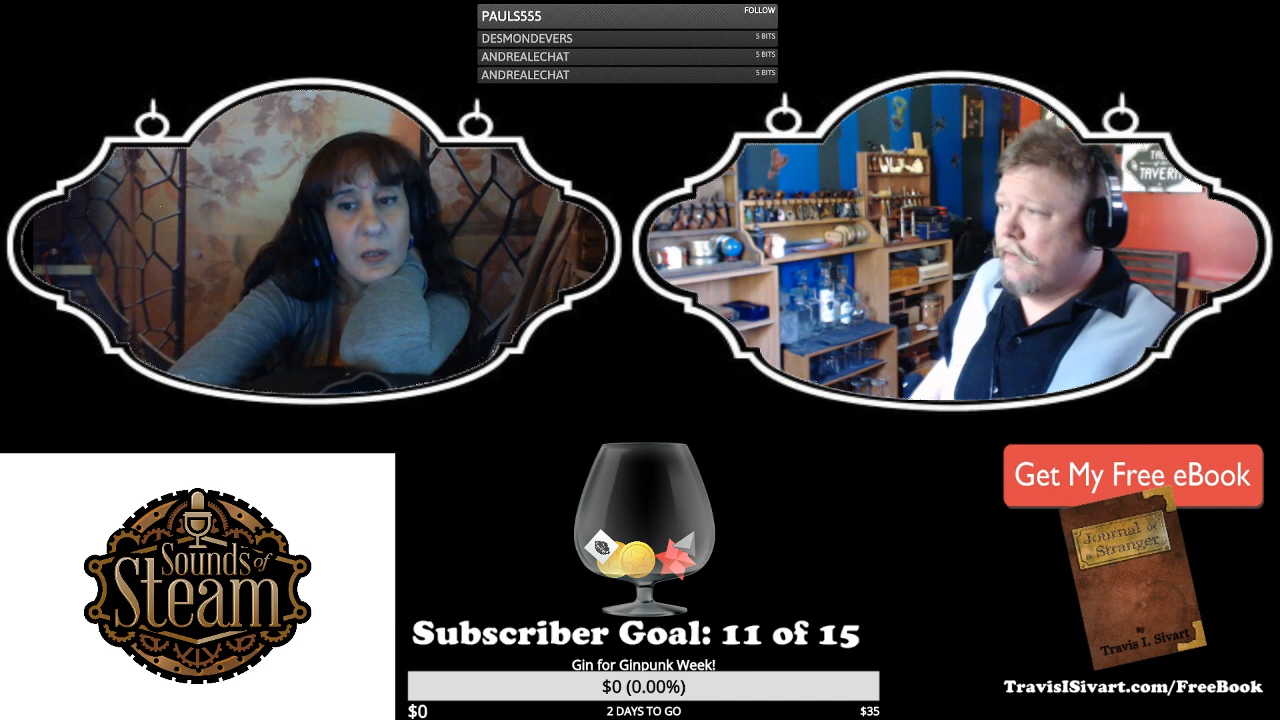 PAULS555 FOLLOW
DESMONDEVERS 5 BITS
ANDREALECHAT 5 BITS
ANDREALECHAT 5 BITS
TAVERN
Get My Free eBook
Sounds of
Steam
Journal of
a Stranger
By
Travis I. Sivart
Subscriber Goal: 11 of 15
Gin for Ginpunk Week!
$0 (0.00%)
$0 2 DAYS TO GO $35
TravisISivart.com/FreeBook